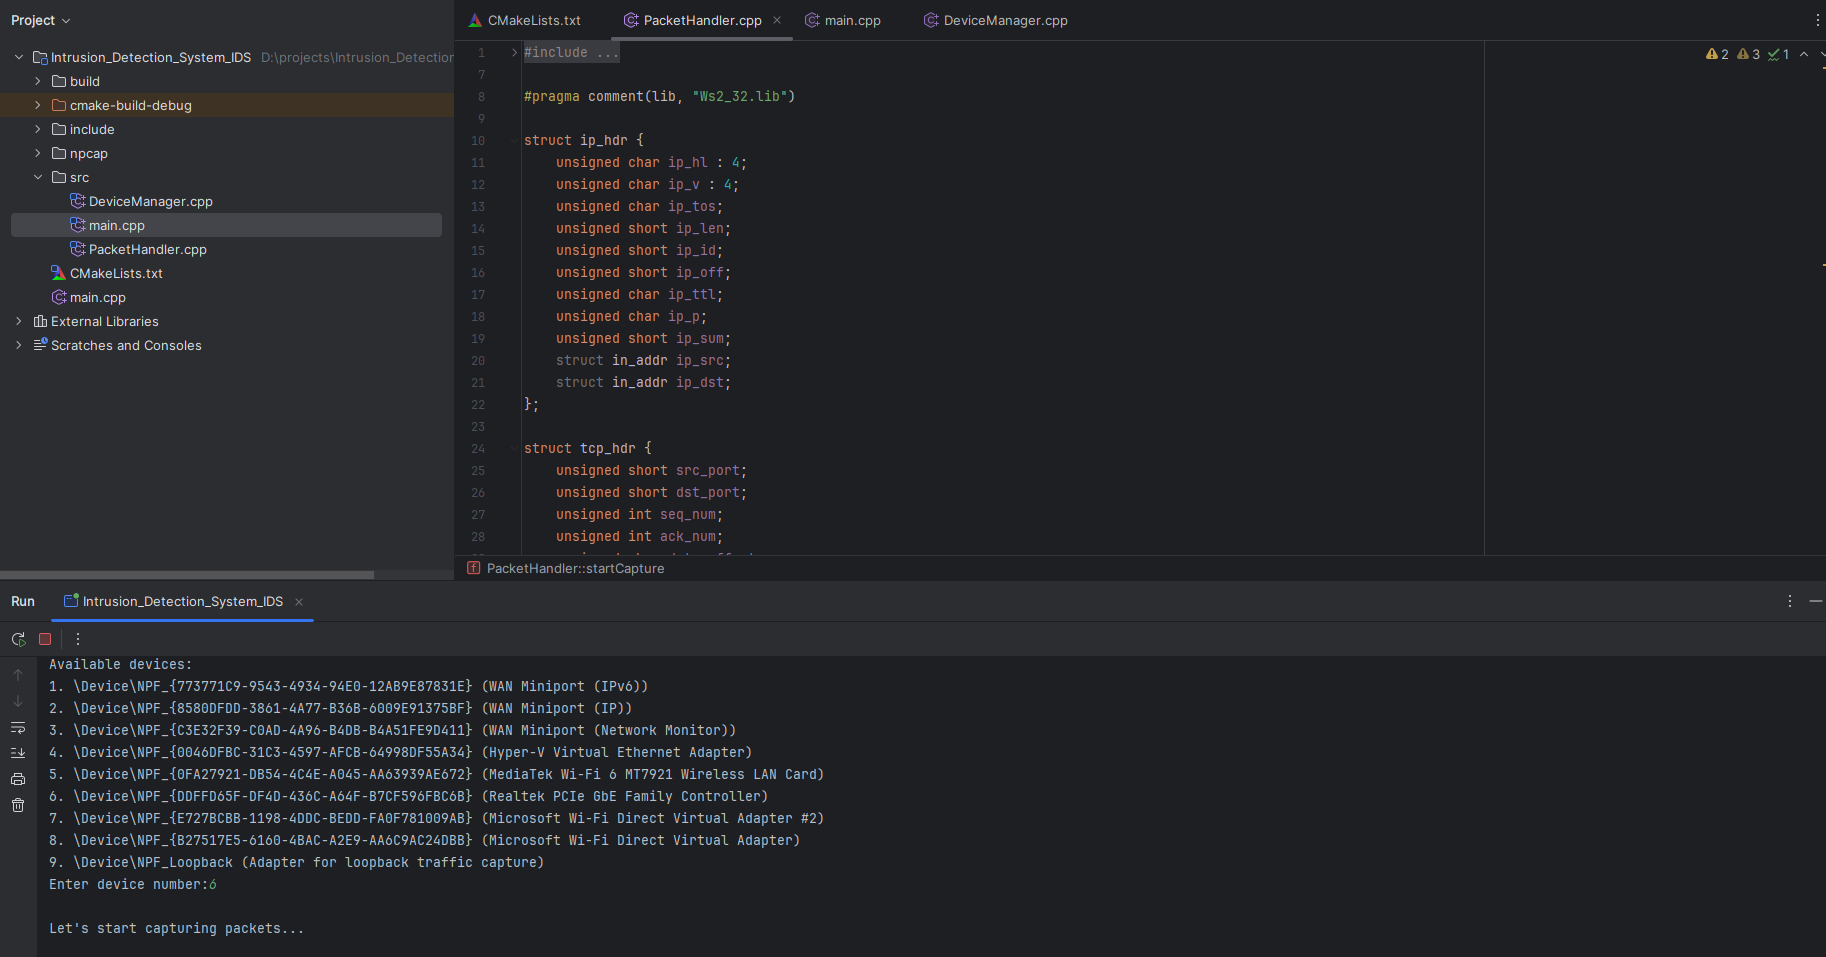 Project
Intrusion_Detection_System_IDS D:\projects\Intrusion_Detection
build
cmake-build-debug
include
npcap
src
DeviceManager.cpp
main.cpp
PacketHandler.cpp
CMakeLists.txt
main.cpp
External Libraries
Scratches and Consoles
CMakeLists.txt PacketHandler.cpp main.cpp DeviceManager.cpp
2 3 1
1 #include ...
7
8 #pragma comment(lib, "Ws2_32.lib")
9
10 struct ip_hdr {
11 unsigned char ip_hl : 4;
12 unsigned char ip_v : 4;
13 unsigned char ip_tos;
14 unsigned short ip_len;
15 unsigned short ip_id;
16 unsigned short ip_off;
17 unsigned char ip_ttl;
18 unsigned char ip_p;
19 unsigned short ip_sum;
20 struct in_addr ip_src;
21 struct in_addr ip_dst;
22 };
23
24 struct tcp_hdr {
25 unsigned short src_port;
26 unsigned short dst_port;
27 unsigned int seq_num;
28 unsigned int ack_num;
PacketHandler::startCapture
Run Intrusion_Detection_System_IDS
Available devices:
1. \Device\NPF_{773771C9-9543-4934-94E0-12AB9E87831E} (WAN Miniport (IPv6))
2. \Device\NPF_{8580DFDD-3861-4A77-B36B-6009E91375BF} (WAN Miniport (IP))
3. \Device\NPF_{C3E32F39-C0AD-4A96-B4DB-B4A51FE9D411} (WAN Miniport (Network Monitor))
4. \Device\NPF_{0046DFBC-31C3-4597-AFCB-64998DF55A34} (Hyper-V Virtual Ethernet Adapter)
5. \Device\NPF_{0FA27921-DB54-4C4E-A045-AA63939AE672} (MediaTek Wi-Fi 6 MT7921 Wireless LAN Card)
6. \Device\NPF_{DDFFD65F-DF4D-436C-A64F-B7CF596FBC6B} (Realtek PCIe GbE Family Controller)
7. \Device\NPF_{E727BCBB-1198-4DDC-BEDD-FA0F781009AB} (Microsoft Wi-Fi Direct Virtual Adapter #2)
8. \Device\NPF_{B27517E5-6160-4BAC-A2E9-AA6C9AC24DBB} (Microsoft Wi-Fi Direct Virtual Adapter)
9. \Device\NPF_Loopback (Adapter for loopback traffic capture)
Enter device number:6
Let's start capturing packets...